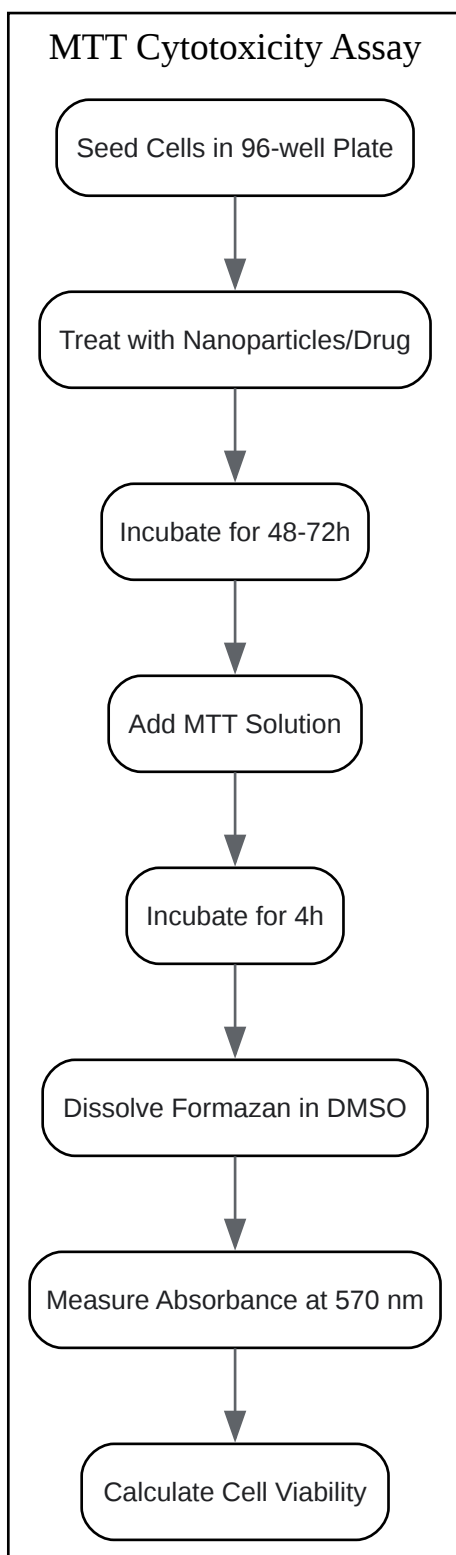 MTT Cytotoxicity Assay
Seed Cells in 96-well Plate
Treat with Nanoparticles/Drug
Incubate for 48-72h
Add MTT Solution
Incubate for 4h
Dissolve Formazan in DMSO
Measure Absorbance at 570 nm
Calculate Cell Viability